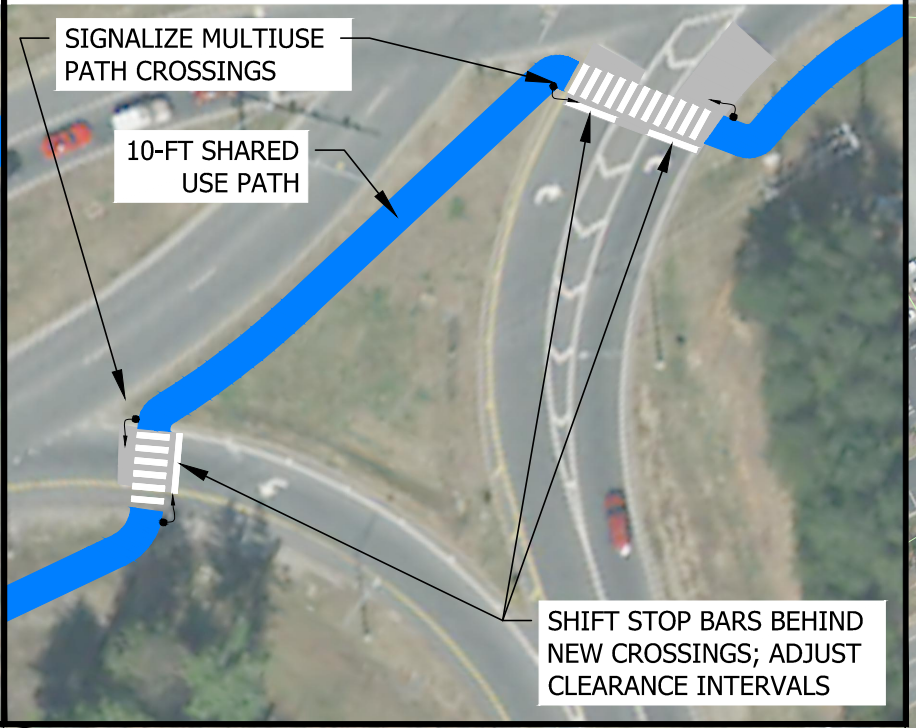 SIGNALIZE MULTIUSE
PATH CROSSINGS
10-FT SHARED
USE PATH
SHIFT STOP BARS BEHIND
NEW CROSSINGS; ADJUST
CLEARANCE INTERVALS